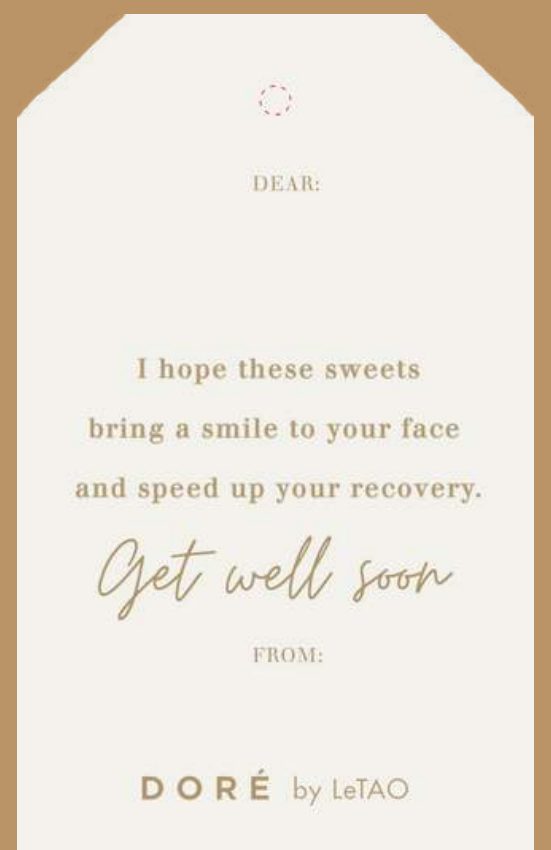 DEAR:
I hope these sweets
bring a smile to your face
and speed up your recovery.
Get well soon
FROM:
DORÉ by LeTAO